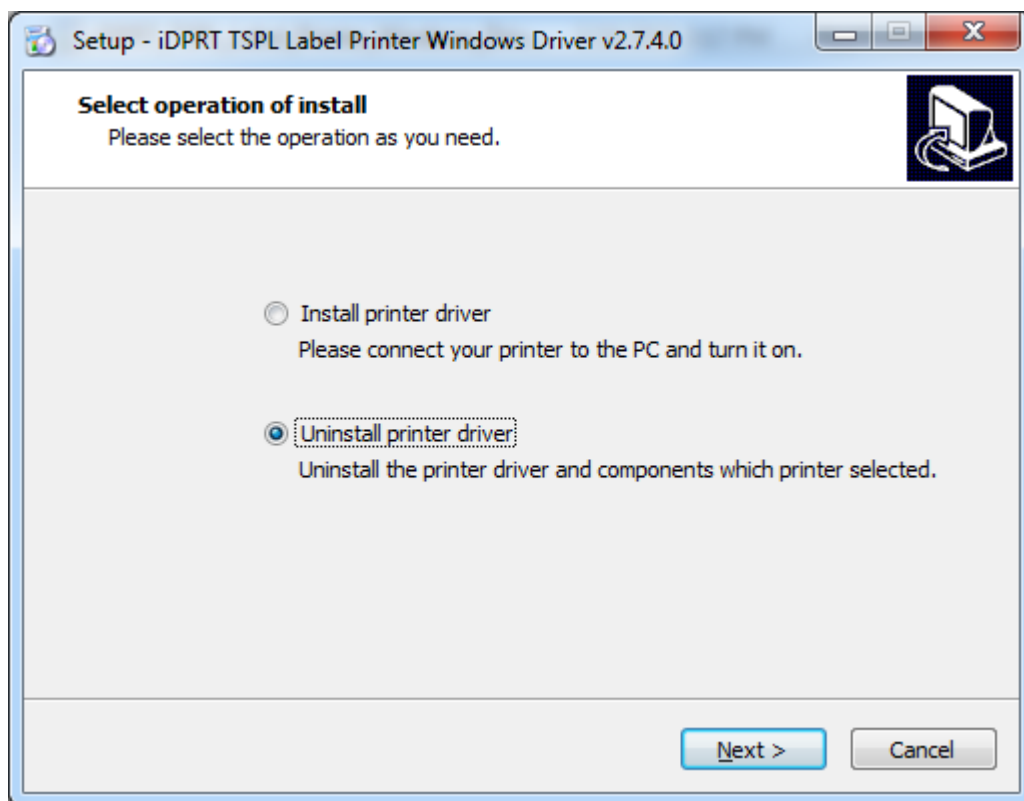 Setup - iDPRT TSPL Label Printer Windows Driver v2.7.4.0
Select operation of install
Please select the operation as you need.
Install printer driver
Please connect your printer to the PC and turn it on.
Uninstall printer driver
Uninstall the printer driver and components which printer selected.
Next >
Cancel